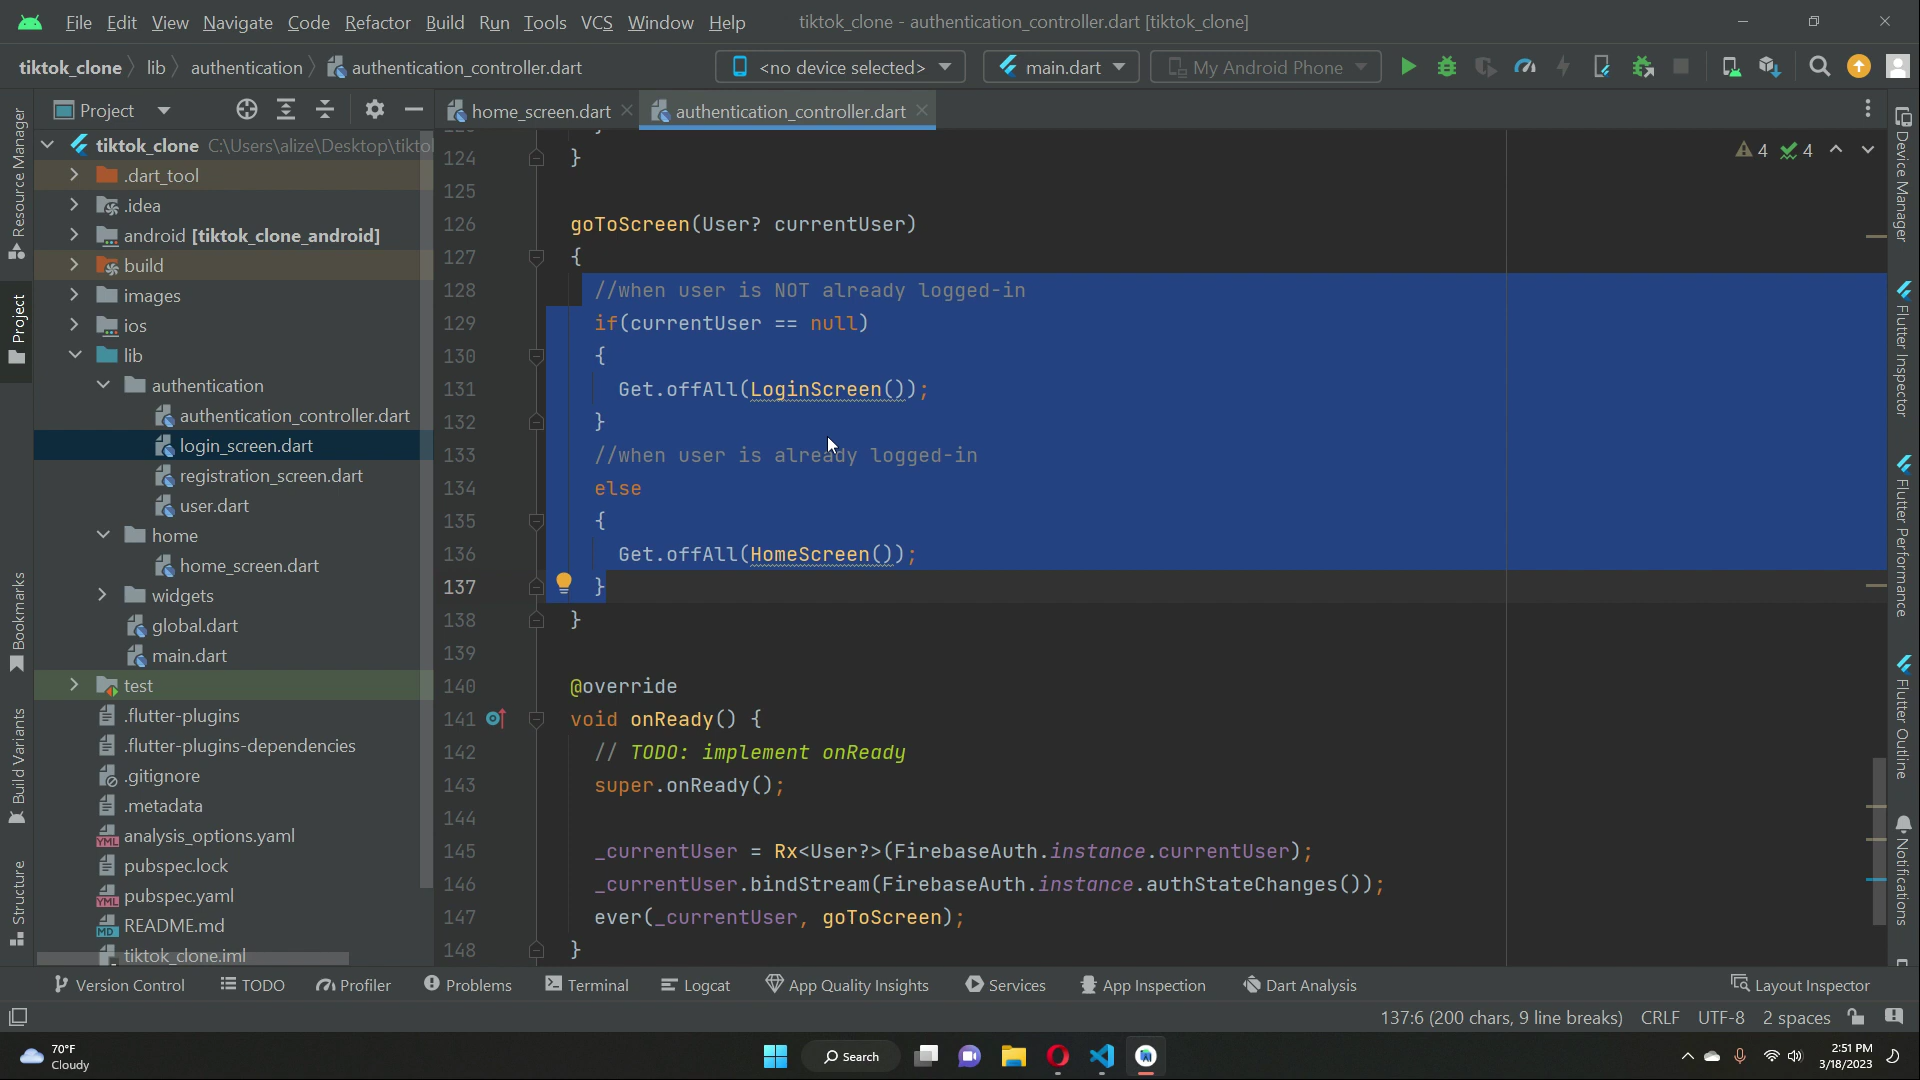 File Edit View Navigate Code Refactor Build Run Tools VCS Window Help tiktok_clone - authentication_controller.dart [tiktok_clone]
tiktok_clone lib authentication authentication_controller.dart <no device selected> main.dart My Android Phone
Resource Manager
Project
Bookmarks
Build Variants
Structure
Project
tiktok_clone C:\Users\alize\Desktop\tiktol
.dart_tool
.idea
android [tiktok_clone_android]
build
images
ios
lib
authentication
authentication_controller.dart
login_screen.dart
registration_screen.dart
user.dart
home
home_screen.dart
widgets
global.dart
main.dart
test
.flutter-plugins
.flutter-plugins-dependencies
.gitignore
.metadata
analysis_options.yaml
pubspec.lock
pubspec.yaml
README.md
tiktok_clone.iml
home_screen.dart authentication_controller.dart
4 4
124 }
125
126 goToScreen(User? currentUser)
127 {
128 //when user is NOT already logged-in
129 if(currentUser == null)
130 {
131 Get.offAll(LoginScreen());
132 }
133 //when user is already logged-in
134 else
135 {
136 Get.offAll(HomeScreen());
137 }
138 }
139
140 @override
141 void onReady() {
142 // TODO: implement onReady
143 super.onReady();
144
145 _currentUser = Rx<User?>(FirebaseAuth.instance.currentUser);
146 _currentUser.bindStream(FirebaseAuth.instance.authStateChanges());
147 ever(_currentUser, goToScreen);
148 }
Device Manager
Flutter Inspector
Flutter Performance
Flutter Outline
Notifications
Version Control TODO Profiler Problems Terminal Logcat App Quality Insights Services App Inspection Dart Analysis Layout Inspector
137:6 (200 chars, 9 line breaks) CRLF UTF-8 2 spaces
70°F
Cloudy
Search
2:51 PM
3/18/2023